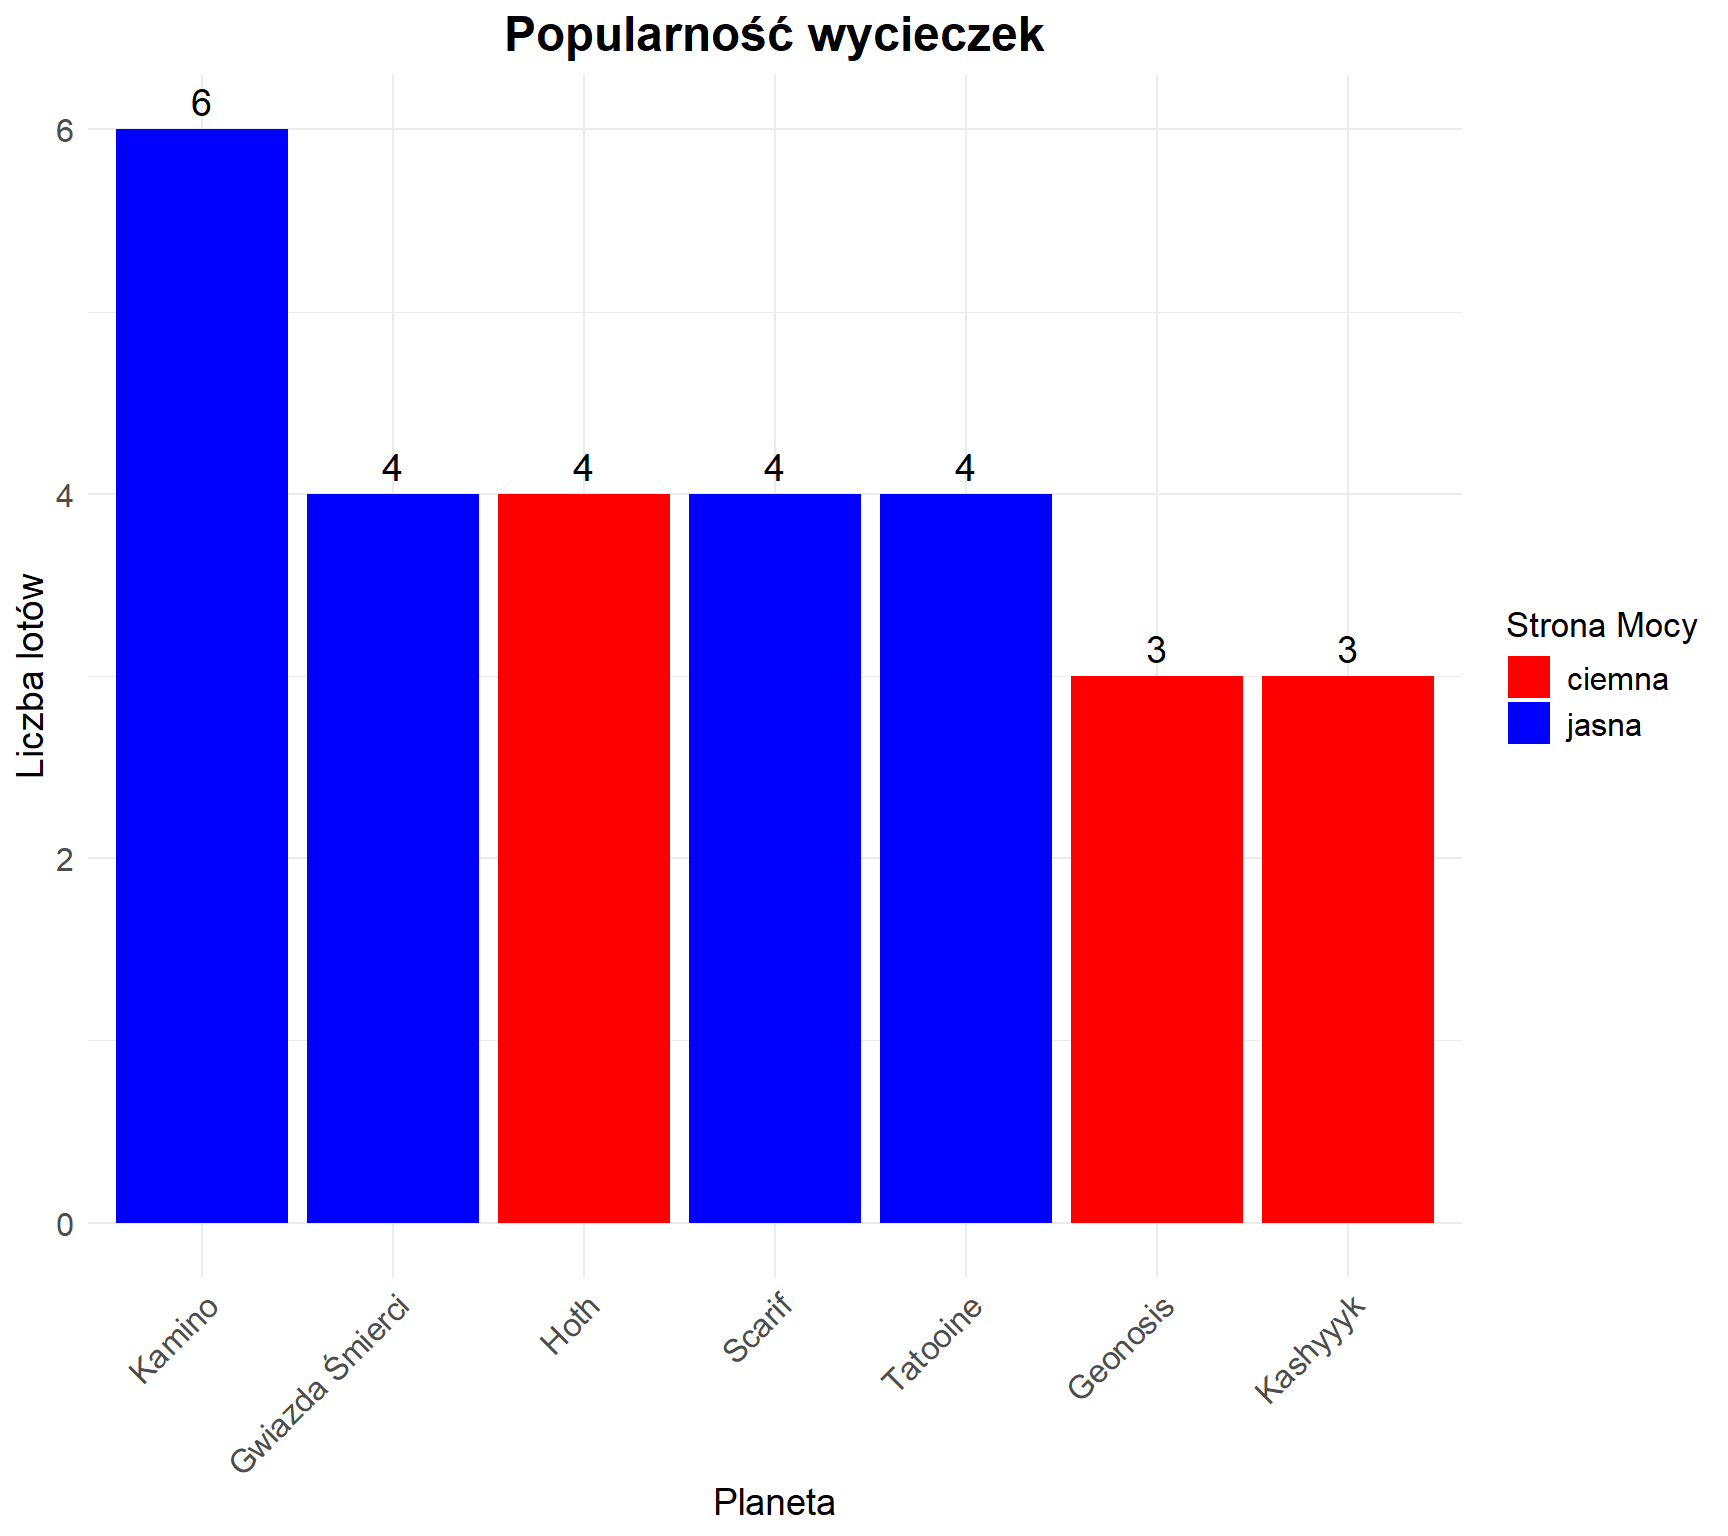 Popularność wycieczek
6
4
4
4
4
3
3
6
4
2
0
Liczba lotów
Kamino
Gwiazda Śmierci
Hoth
Scarif
Tatooine
Geonosis
Kashyyyk
Planeta
Strona Mocy
ciemna
jasna